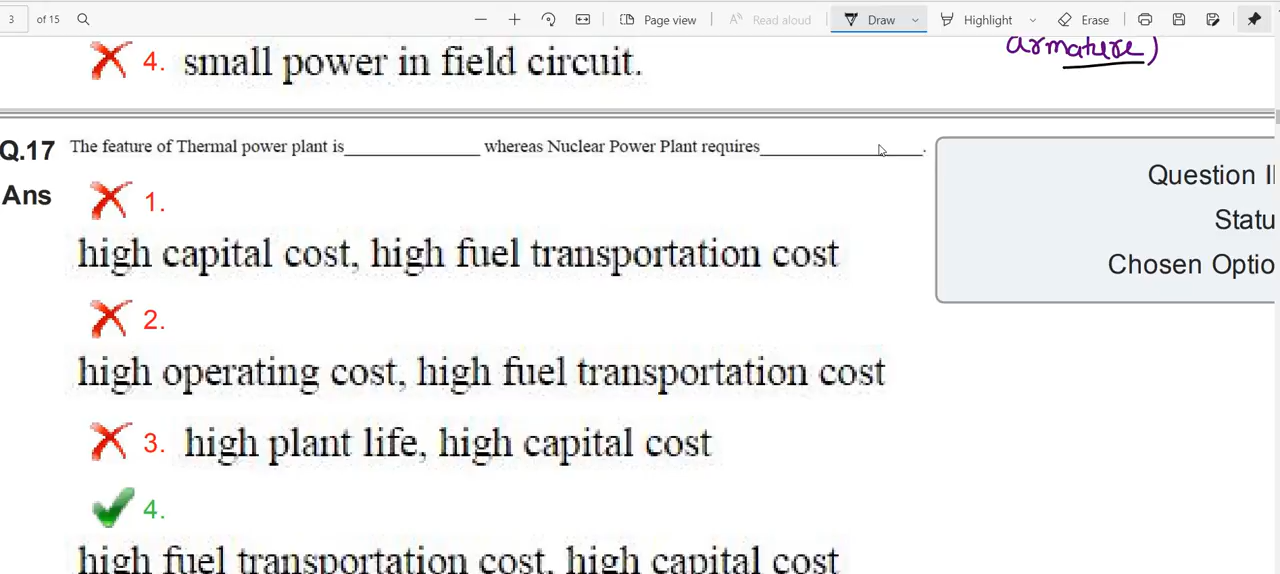 3 of 15 Page view Read aloud Draw Highlight Erase
armature)
4. small power in field circuit.
Q.17 The feature of Thermal power plant is______________ whereas Nuclear Power Plant requires_________________.
Ans
1.
high capital cost, high fuel transportation cost
2.
high operating cost, high fuel transportation cost
3. high plant life, high capital cost
4.
high fuel transportation cost, high capital cost
Question I
Statu
Chosen Optio